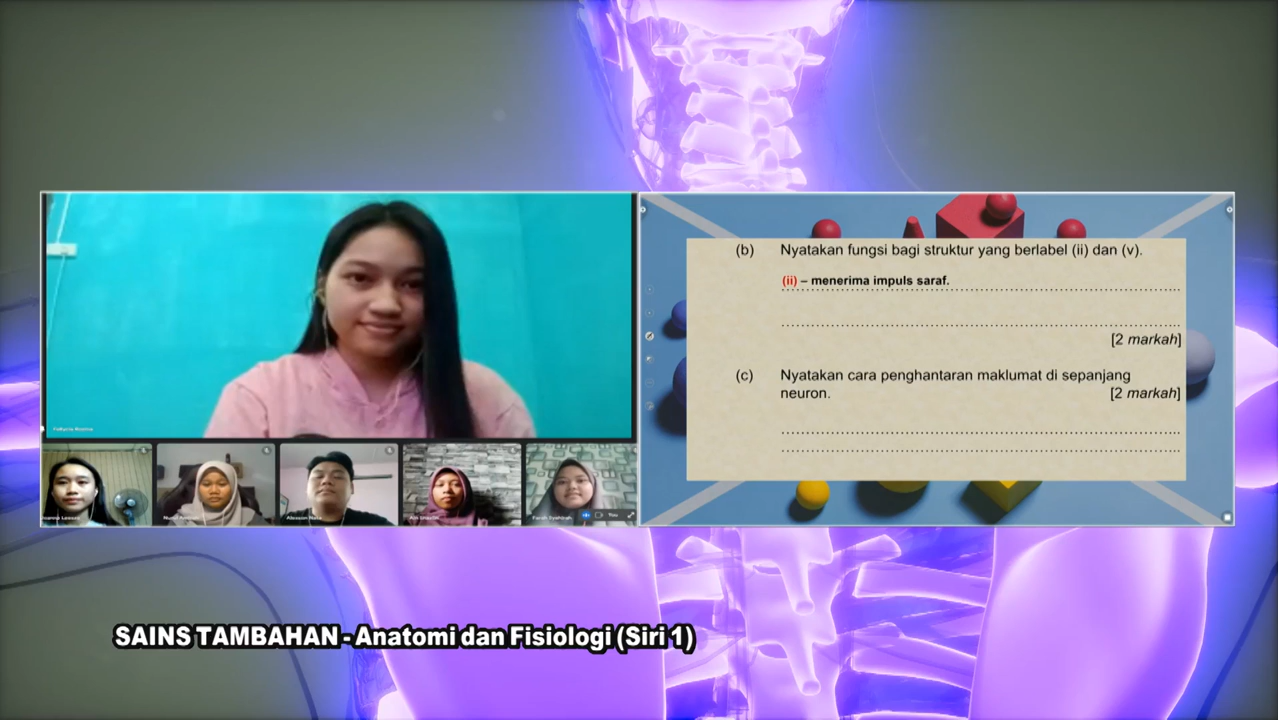 (b) Nyatakan fungsi bagi struktur yang berlabel (ii) dan (v).
(ii) – menerima impuls saraf.
[2 markah]
(c) Nyatakan cara penghantaran maklumat di sepanjang
neuron. [2 markah]
You
SAINS TAMBAHAN - Anatomi dan Fisiologi (Siri 1)